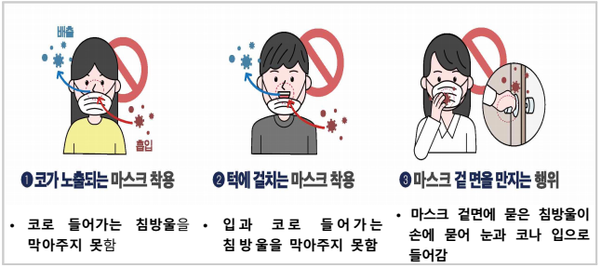 배출
흡입
❶ 코가 노출되는 마스크 착용
❷ 턱에 걸치는 마스크 착용
❸ 마스크 겉 면을 만지는 행위
• 코로 들어가는 침방울을
막아주지 못함
• 입과 코로 들어가는
침방울을 막아주지 못함
• 마스크 겉면에 묻은 침방울이
손에 묻어 눈과 코나 입으로
들어감